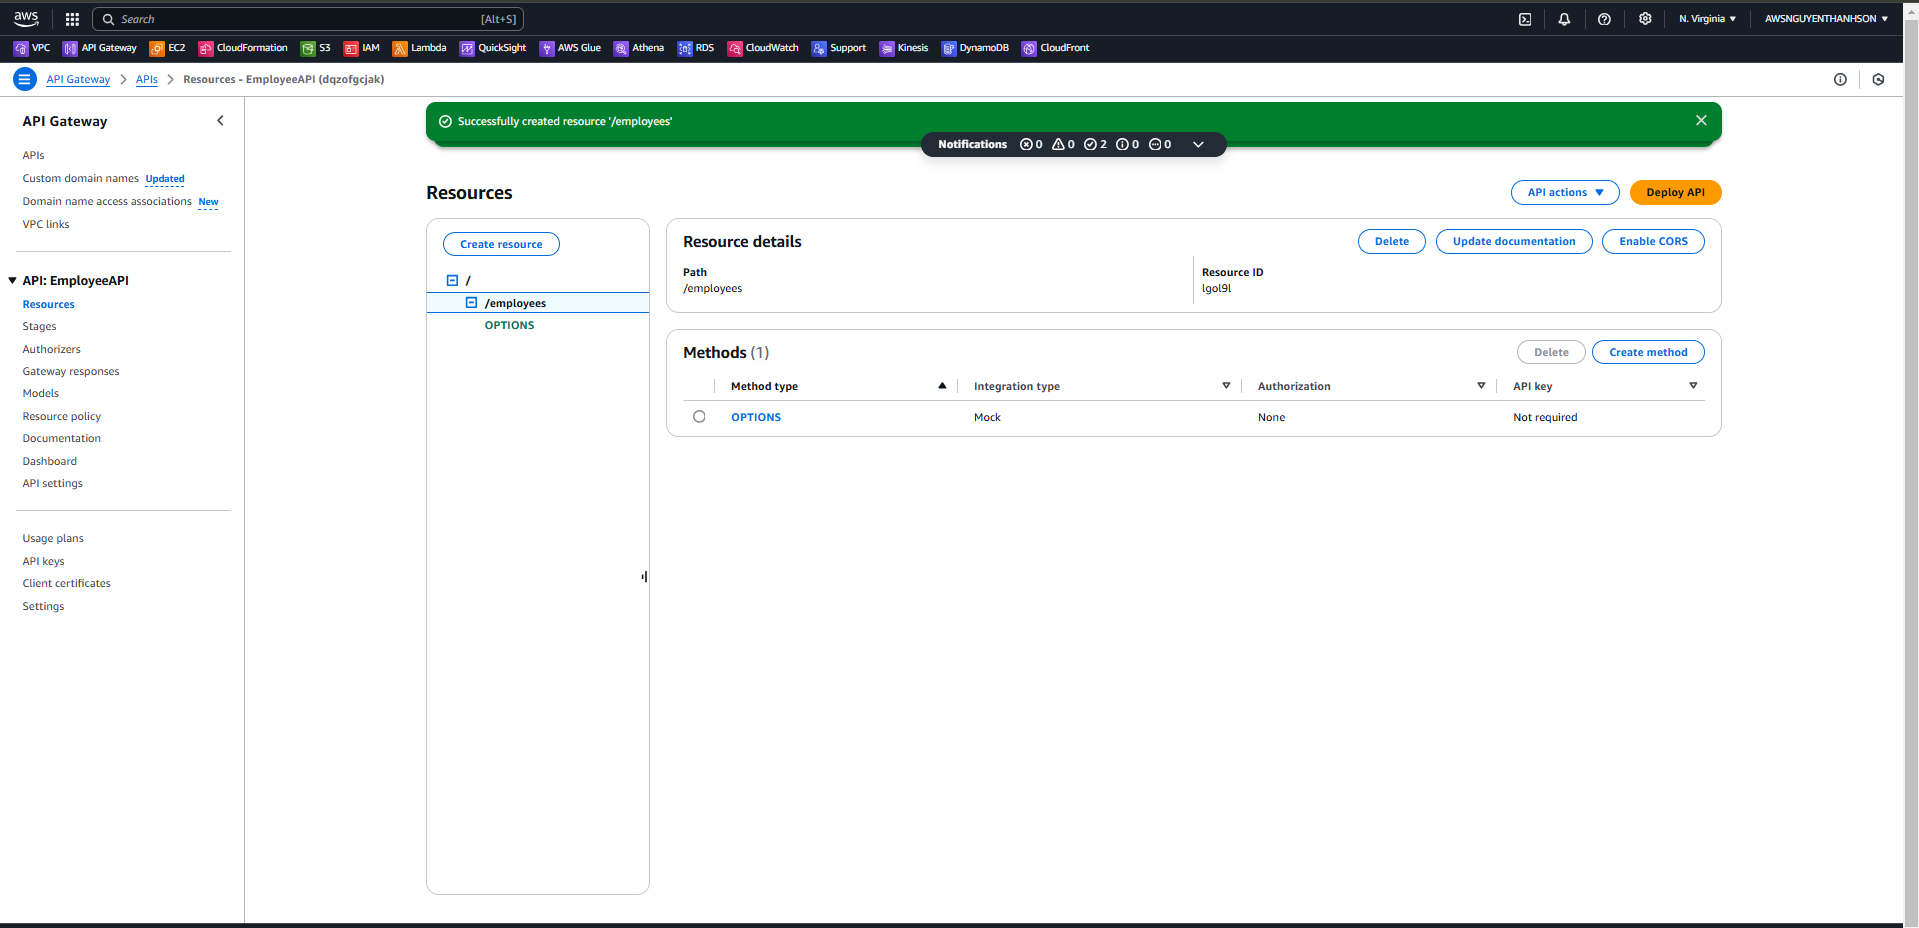 aws Search [Alt+S] N. Virginia AWSNGUYENTHANHSON
VPC API Gateway EC2 CloudFormation S3 IAM Lambda QuickSight AWS Glue Athena RDS CloudWatch Support Kinesis DynamoDB CloudFront
API Gateway APIs Resources - EmployeeAPI (dqzofgcjak)
API Gateway
APIs
Custom domain names Updated
Domain name access associations New
VPC links
API: EmployeeAPI
Resources
Stages
Authorizers
Gateway responses
Models
Resource policy
Documentation
Dashboard
API settings
Usage plans
API keys
Client certificates
Settings
Successfully created resource '/employees'
Notifications 0 0 2 0 0
Resources
API actions Deploy API
Create resource
/
/employees
OPTIONS
Resource details
Delete Update documentation Enable CORS
Path
/employees
Resource ID
lgol9l
Methods (1)
Delete Create method
Method type Integration type Authorization API key
OPTIONS Mock None Not required